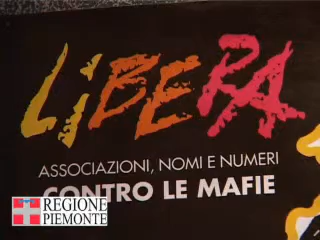 LiBERA
ASSOCIAZIONI, NOMI E NUMERI
CONTRO LE MAFIE
REGIONE
PIEMONTE